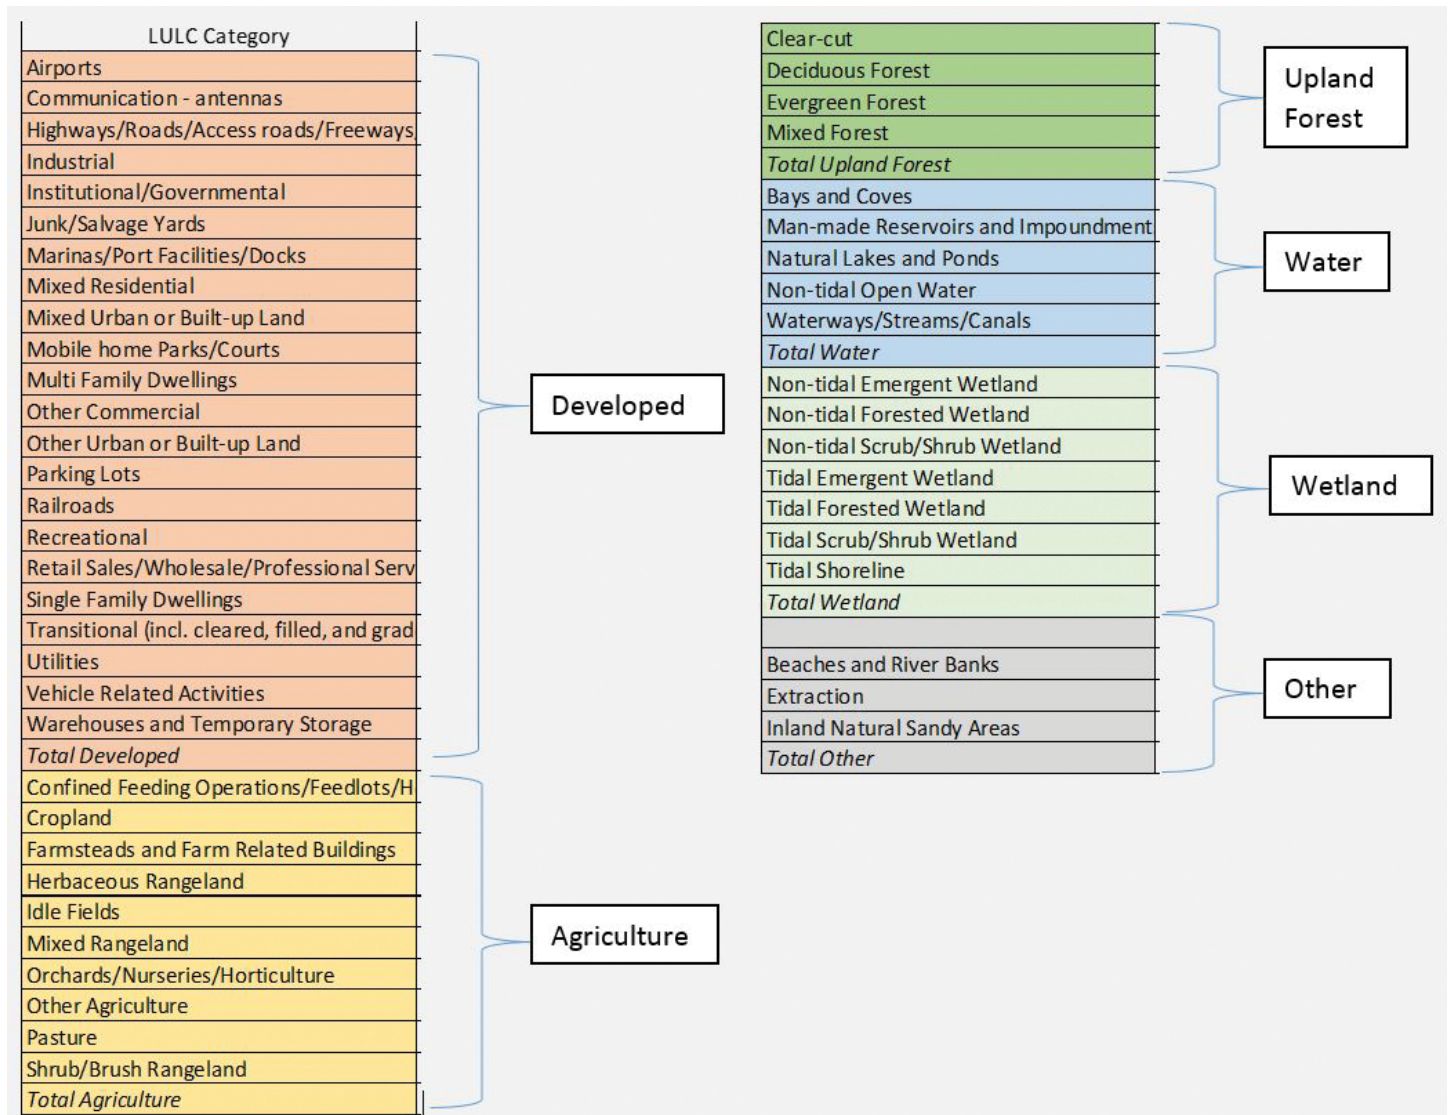 LULC Category
Airports
Communication - antennas
Highways/Roads/Access roads/Freeways
Industrial
Institutional/Governmental
Junk/Salvage Yards
Marinas/Port Facilities/Docks
Mixed Residential
Mixed Urban or Built-up Land
Mobile home Parks/Courts
Multi Family Dwellings
Other Commercial
Other Urban or Built-up Land
Parking Lots
Railroads
Recreational
Retail Sales/Wholesale/Professional Serv
Single Family Dwellings
Transitional (incl. cleared, filled, and grad
Utilities
Vehicle Related Activities
Warehouses and Temporary Storage
Total Developed
Developed
Confined Feeding Operations/Feedlots/H
Cropland
Farmsteads and Farm Related Buildings
Herbaceous Rangeland
Idle Fields
Mixed Rangeland
Orchards/Nurseries/Horticulture
Other Agriculture
Pasture
Shrub/Brush Rangeland
Total Agriculture
Agriculture
Clear-cut
Deciduous Forest
Evergreen Forest
Mixed Forest
Total Upland Forest
Upland
Forest
Bays and Coves
Man-made Reservoirs and Impoundment
Natural Lakes and Ponds
Non-tidal Open Water
Waterways/Streams/Canals
Total Water
Water
Non-tidal Emergent Wetland
Non-tidal Forested Wetland
Non-tidal Scrub/Shrub Wetland
Tidal Emergent Wetland
Tidal Forested Wetland
Tidal Scrub/Shrub Wetland
Tidal Shoreline
Total Wetland
Wetland
Beaches and River Banks
Extraction
Inland Natural Sandy Areas
Total Other
Other